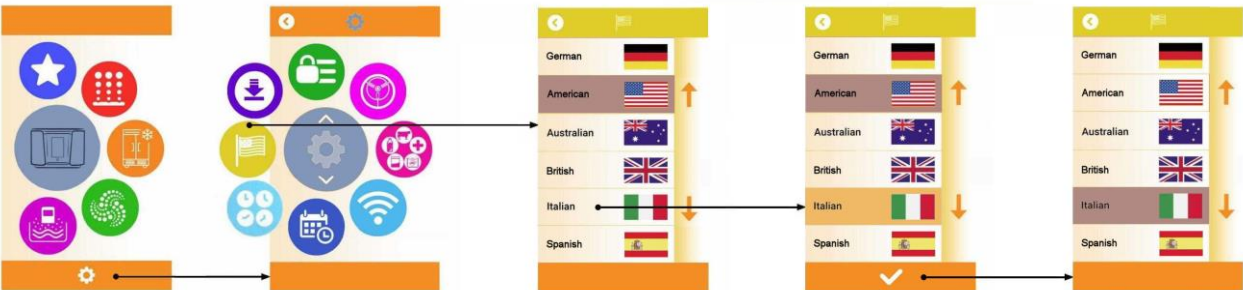 German
American
Australian
British
Italian
Spanish
German
American
Australian
British
Italian
Spanish
German
American
Australian
British
Italian
Spanish